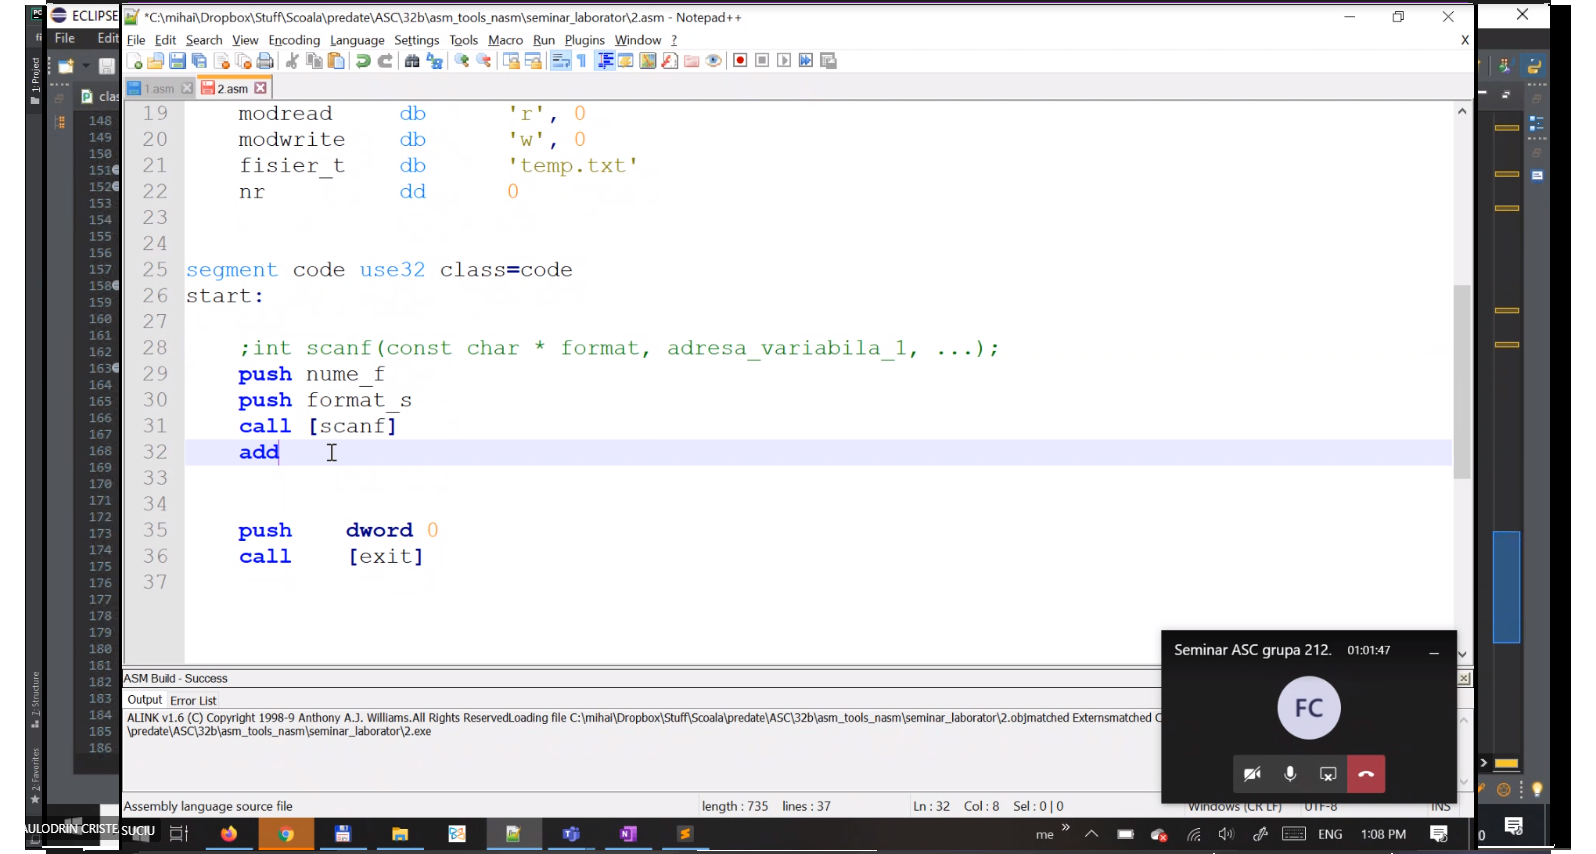 ECLIPSE
*C:\mihai\Dropbox\Stuff\Scoala\predate\ASC\32b\asm_tools_nasm\seminar_laborator\2.asm - Notepad++
File Edit
File Edit Search View Encoding Language Settings Tools Macro Run Plugins Window ?
X
1: Project
clas
1.asm
2.asm
19 modread db 'r', 0
20 modwrite db 'w', 0
21 fisier_t db 'temp.txt'
22 nr dd 0
23
24
25 segment code use32 class=code
26 start:
27
28 ;int scanf(const char * format, adresa_variabila_1, ...);
29 push nume_f
30 push format_s
31 call [scanf]
32 add
33
34
35 push dword 0
36 call [exit]
37
148
149
150
151
152
153
154
155
156
157
158
159
160
161
162
163
164
165
166
167
168
169
170
171
172
173
174
175
176
177
178
179
180
181
182
183
184
185
186
Z: Structure
2: Favorites
Seminar ASC grupa 212. 01:01:47
FC
ASM Build - Success
Output Error List
ALINK v1.6 (C) Copyright 1998-9 Anthony A.J. Williams.All Rights ReservedLoading file C:\mihai\Dropbox\Stuff\Scoala\predate\ASC\32b\asm_tools_nasm\seminar_laborator\2.objmatched Externsmatched C
\predate\ASC\32b\asm_tools_nasm\seminar_laborator\2.exe
Assembly language source file length : 735 lines : 37 Ln : 32 Col : 8 Sel : 0 | 0 Windows (CR LF) UTF-8 INS
AULODRIN CRISTE SUCIU
me ENG 1:08 PM